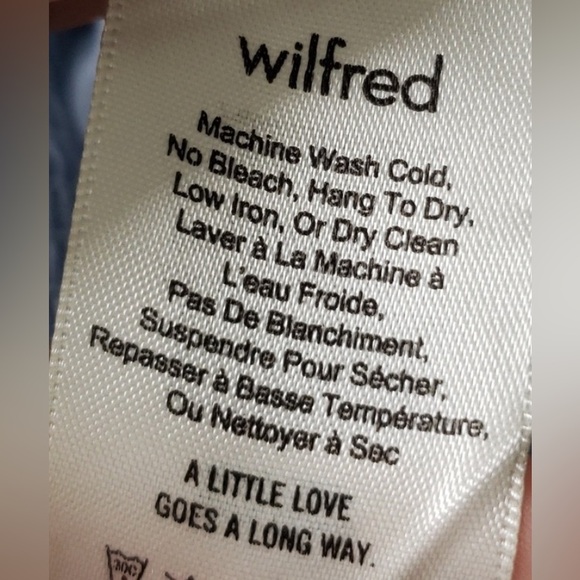 wilfred
Machine Wash Cold,
No Bleach, Hang To Dry,
Low Iron, Or Dry Clean
Laver à La Machine à
L'eau Froide,
Pas De Blanchiment,
Suspendre Pour Sécher,
Repasser à Basse Température,
Ou Nettoyer à Sec
A LITTLE LOVE
GOES A LONG WAY.
30C